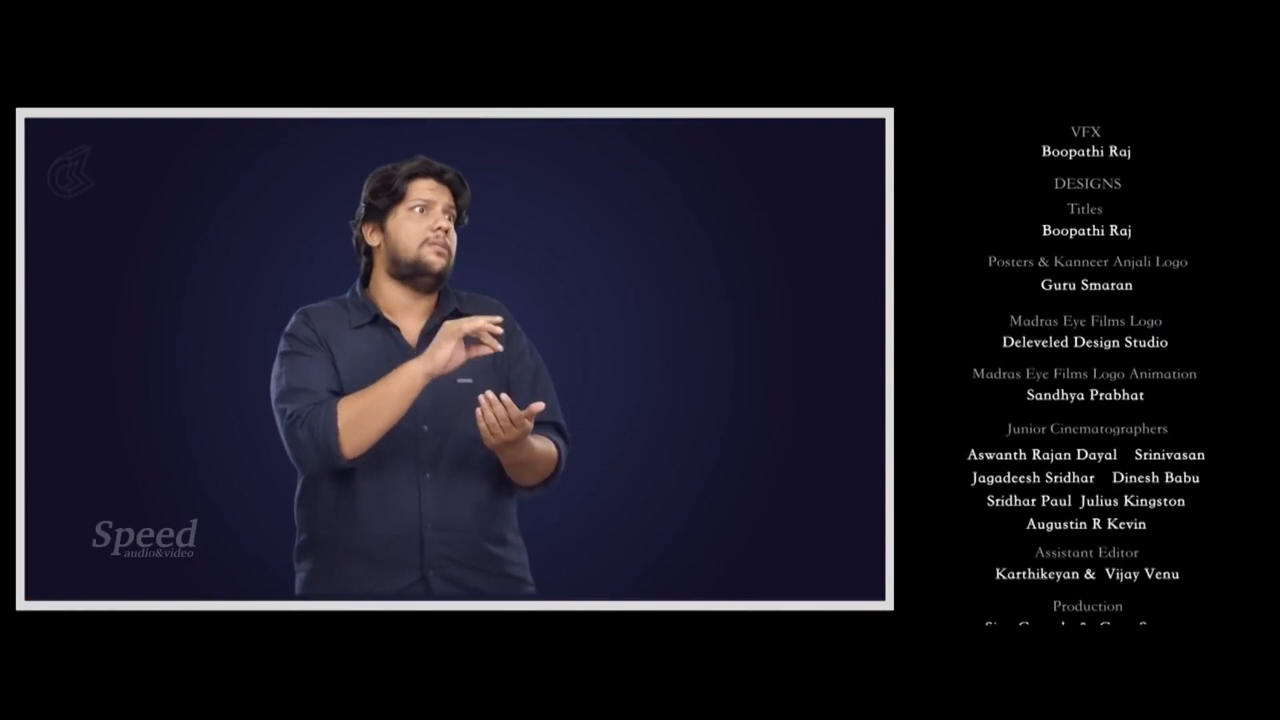 Speed
audio&video
VFX
Boopathi Raj
DESIGNS
Titles
Boopathi Raj
Posters & Kanneer Anjali Logo
Guru Smaran
Madras Eye Films Logo
Deleveled Design Studio
Madras Eye Films Logo Animation
Sandhya Prabhat
Junior Cinematographers
Aswanth Rajan Dayal Srinivasan
Jagadeesh Sridhar Dinesh Babu
Sridhar Paul Julius Kingston
Augustin R Kevin
Assistant Editor
Karthikeyan & Vijay Venu
Production